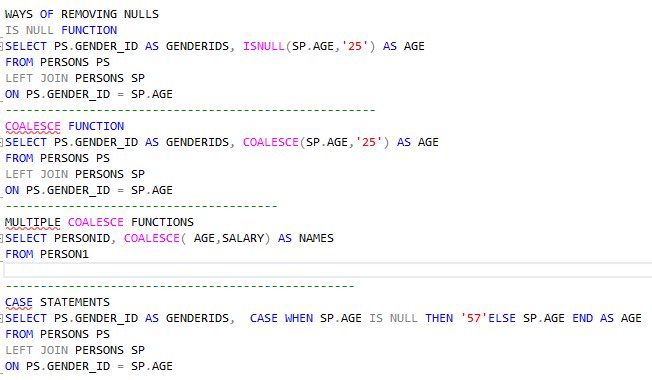 WAYS OF REMOVING NULLS
IS NULL FUNCTION
SELECT PS.GENDER_ID AS GENDERIDS, ISNULL(SP.AGE,'25') AS AGE
FROM PERSONS PS
LEFT JOIN PERSONS SP
ON PS.GENDER_ID = SP.AGE
-----------------------------------------------------
COALESCE FUNCTION
SELECT PS.GENDER_ID AS GENDERIDS, COALESCE(SP.AGE,'25') AS AGE
FROM PERSONS PS
LEFT JOIN PERSONS SP
ON PS.GENDER_ID = SP.AGE
---------------------------------------
MULTIPLE COALESCE FUNCTIONS
SELECT PERSONID, COALESCE( AGE,SALARY) AS NAMES
FROM PERSON1
--------------------------------------------------
CASE STATEMENTS
SELECT PS.GENDER_ID AS GENDERIDS,  CASE WHEN SP.AGE IS NULL THEN '57'ELSE SP.AGE END AS AGE
FROM PERSONS PS
LEFT JOIN PERSONS SP
ON PS.GENDER_ID = SP.AGE